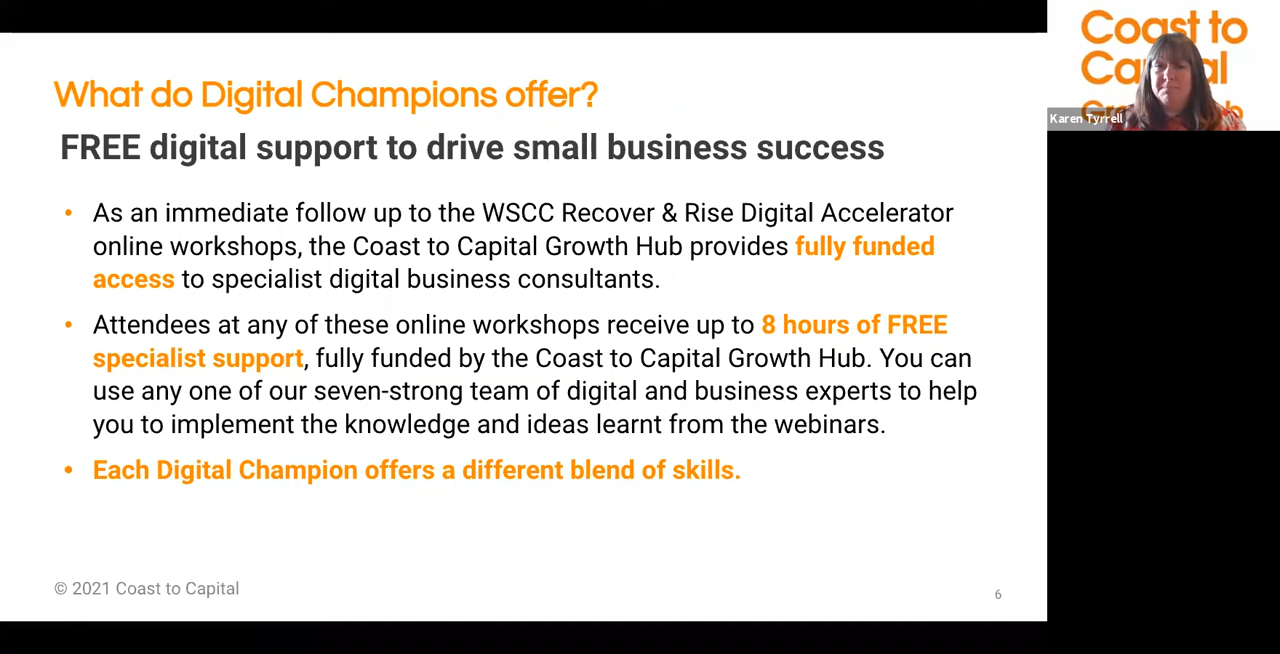 What do Digital Champions offer?
FREE digital support to drive small business success
• As an immediate follow up to the WSCC Recover & Rise Digital Accelerator
online workshops, the Coast to Capital Growth Hub provides fully funded
access to specialist digital business consultants.
• Attendees at any of these online workshops receive up to 8 hours of FREE
specialist support, fully funded by the Coast to Capital Growth Hub. You can
use any one of our seven-strong team of digital and business experts to help
you to implement the knowledge and ideas learnt from the webinars.
• Each Digital Champion offers a different blend of skills.
© 2021 Coast to Capital
6
Coast to
Karen Tyrrell